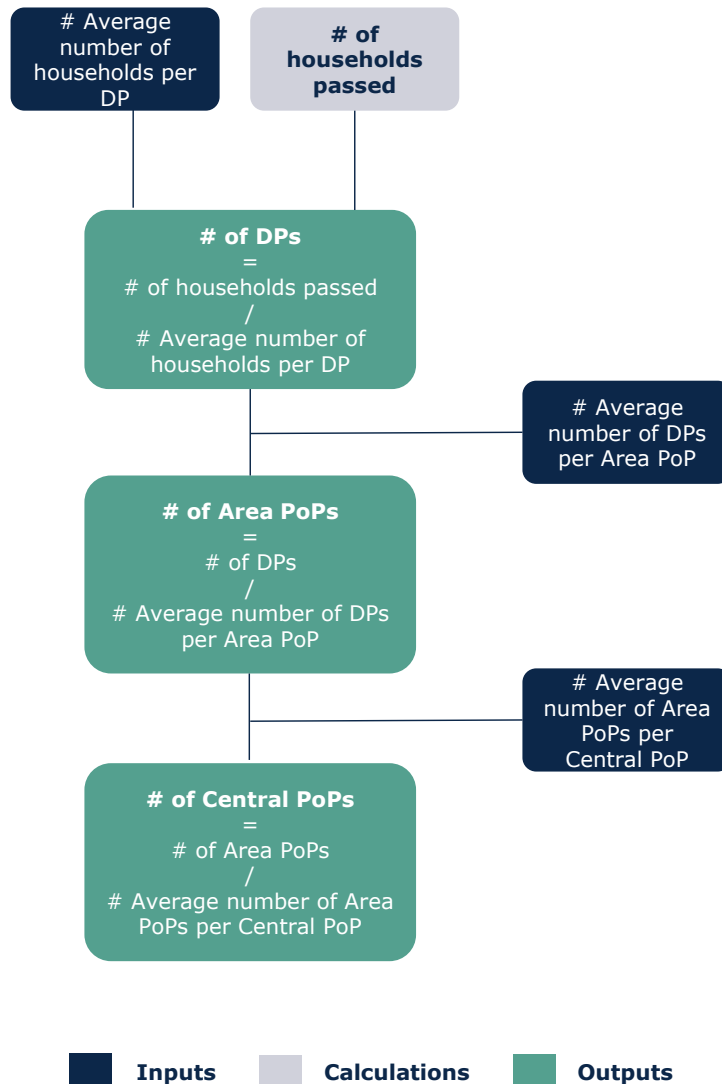 # Average
number of
households per
DP
# of
households
passed
# of DPs
=
# of households passed
/
# Average number of
households per DP
# Average
number of DPs
per Area PoP
# of Area PoPs
=
# of DPs
/
# Average number of DPs
per Area PoP
# Average
number of Area
PoPs per
Central PoP
# of Central PoPs
=
# of Area PoPs
/
# Average number of Area
PoPs per Central PoP
Inputs
Calculations
Outputs